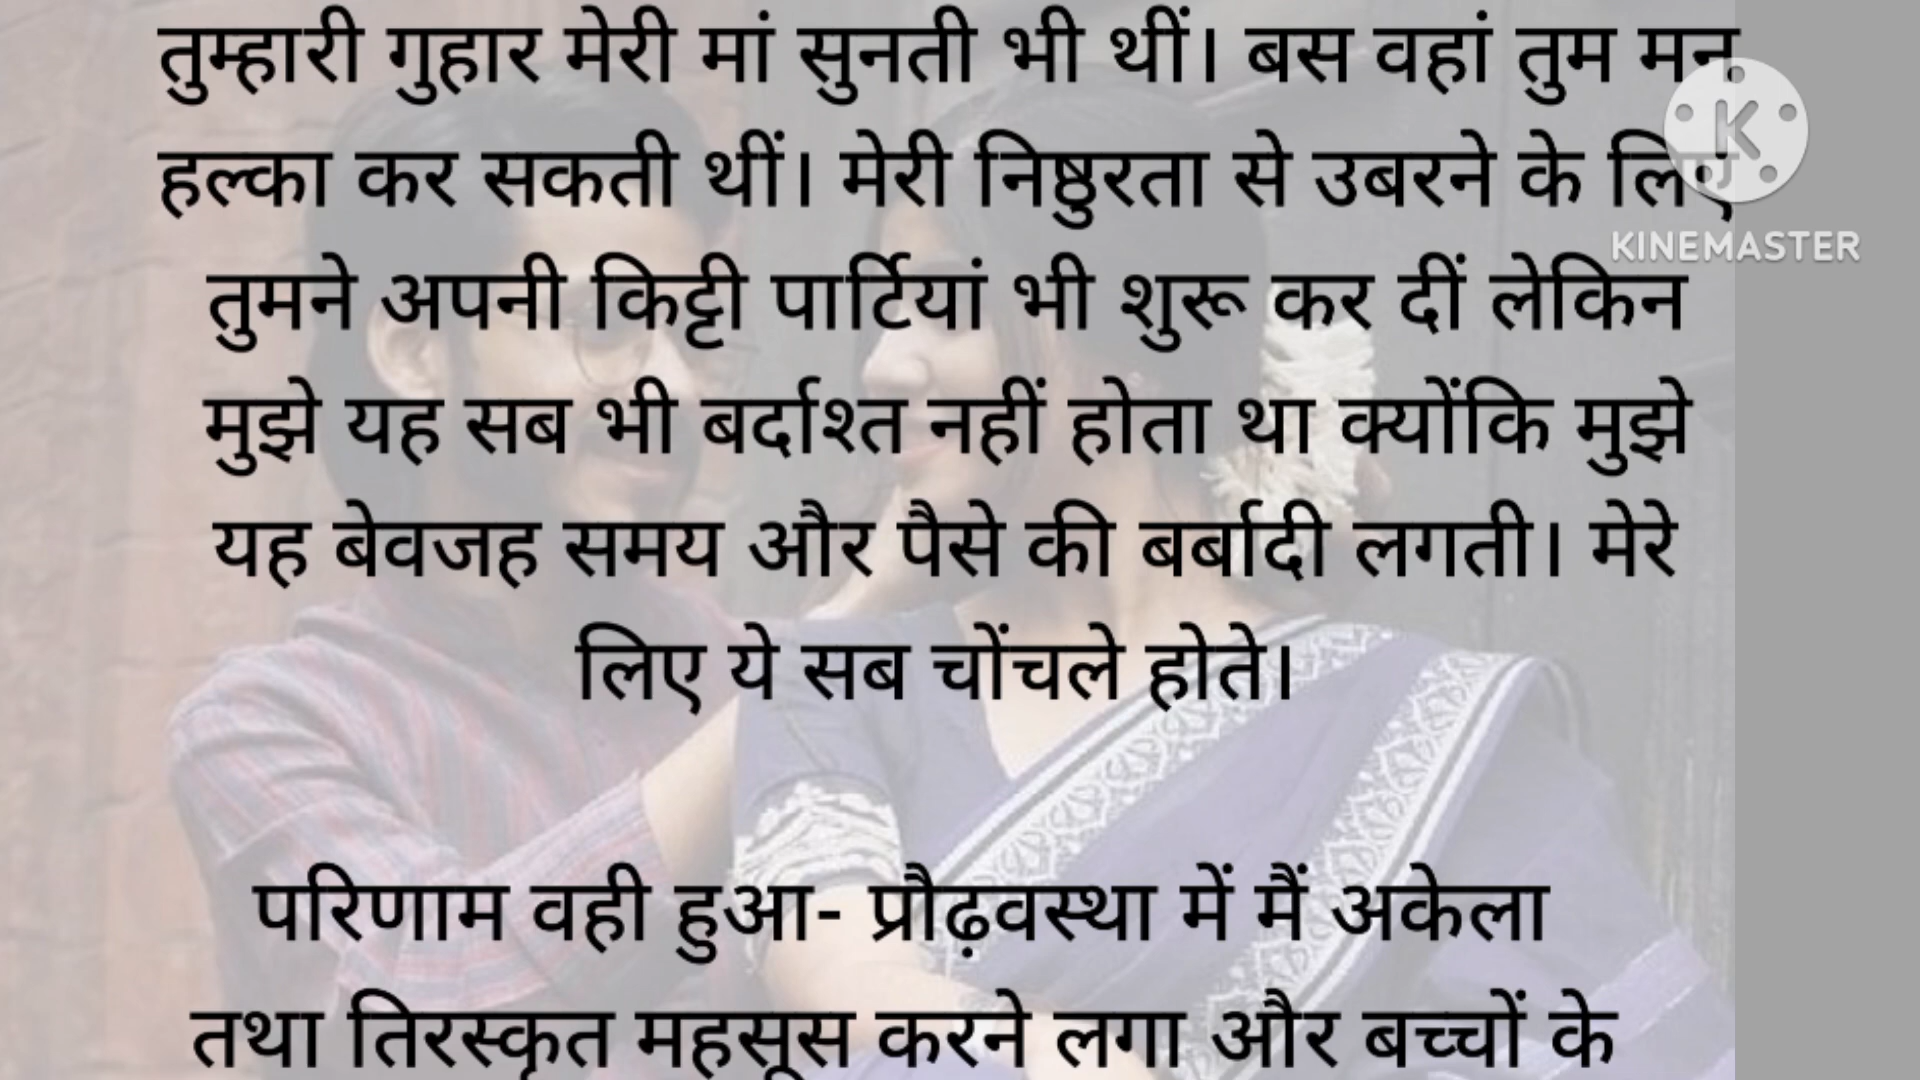 तुम्हारी गुहार मेरी मां सुनती भी थीं। बस वहां तुम मन
हल्का कर सकती थीं। मेरी निष्ठुरता से उबरने के लिए
K
KINEMASTER
तुमने अपनी किट्टी पार्टियां भी शुरू कर दीं लेकिन
मुझे यह सब भी बर्दाश्त नहीं होता था क्योंकि मुझे
यह बेवजह समय और पैसे की बर्बादी लगती। मेरे
लिए ये सब चोंचले होते।
परिणाम वही हुआ- प्रौढ़वस्था में मैं अकेला
तथा तिरस्कृत महसूस करने लगा और बच्चों के